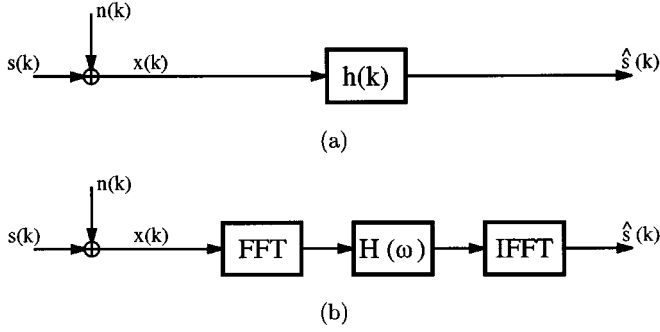 n(k)
s(k) x(k) h(k) ŝ (k)
(a)
n(k)
s(k) x(k) FFT H (ω) IFFT ŝ (k)
(b)